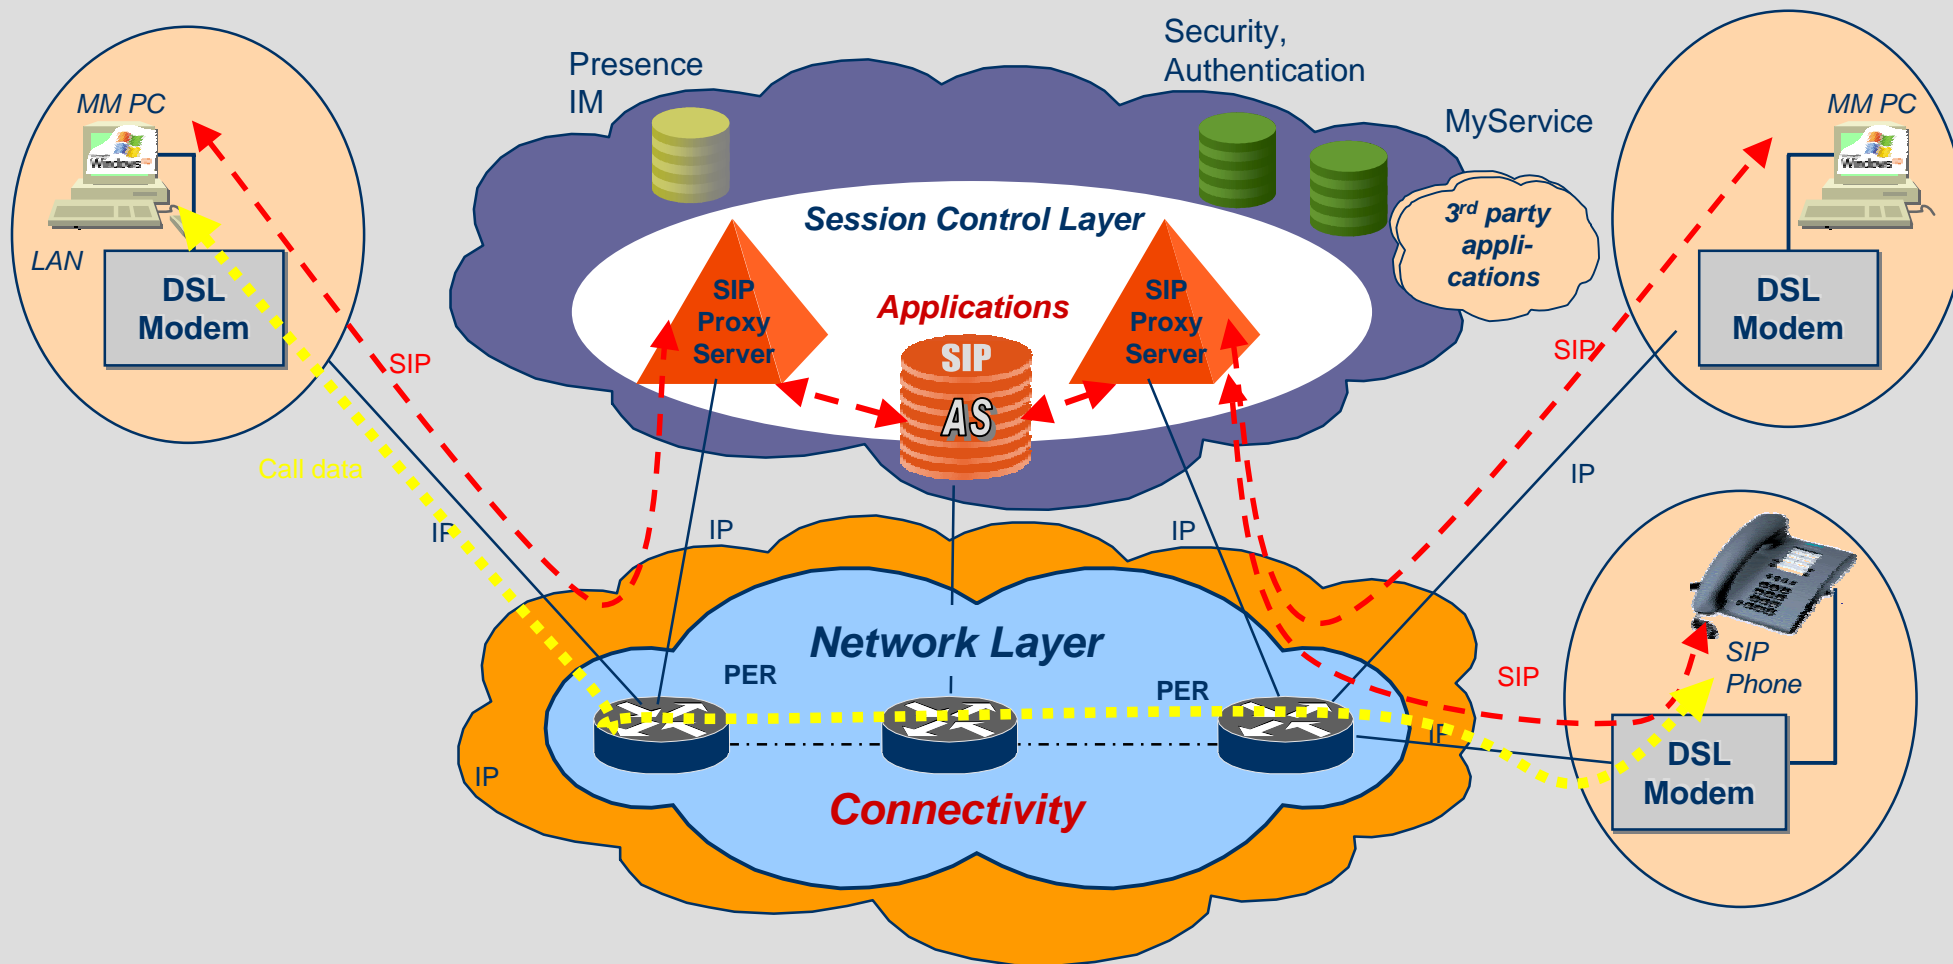 Presence
IM
Security,
Authentication
MyService
MM PC
Windows
LAN
DSL
Modem
Session Control Layer
SIP
Proxy
Server
Applications
SIP
AS
SIP
Proxy
Server
3rd party
appli-
cations
MM PC
Windows
DSL
Modem
SIP
SIP
Call data
IP
IP
IP
IP
Network Layer
PER
PER
SIP
SIP
Phone
IP
IP
DSL
Modem
Connectivity